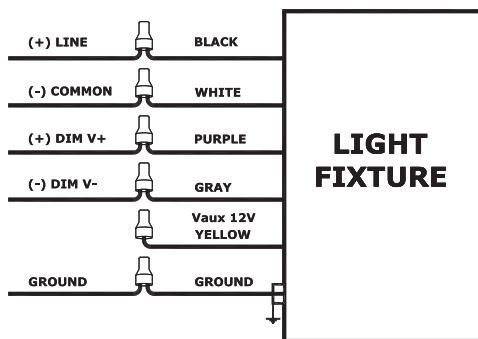 (+) LINE BLACK
(-) COMMON WHITE
(+) DIM V+ PURPLE
(-) DIM V- GRAY
Vaux 12V
YELLOW
GROUND GROUND
LIGHT
FIXTURE